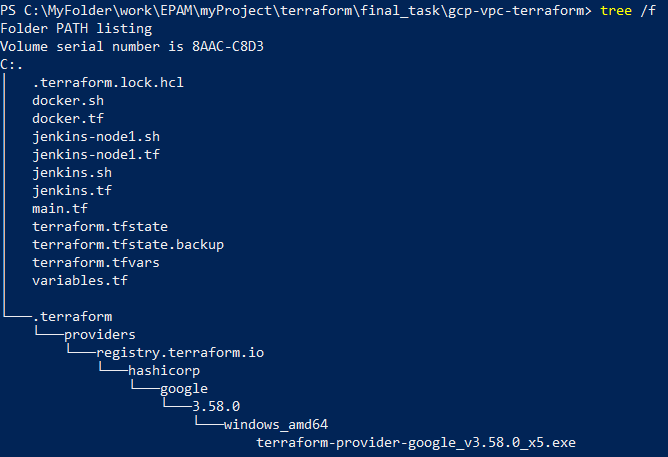 PS C:\MyFolder\work\EPAM\myProject\terraform\final_task\gcp-vpc-terraform> tree /f
Folder PATH listing
Volume serial number is 8AAC-C8D3
C:.
│   .terraform.lock.hcl
│   docker.sh
│   docker.tf
│   jenkins-node1.sh
│   jenkins-node1.tf
│   jenkins.sh
│   jenkins.tf
│   main.tf
│   terraform.tfstate
│   terraform.tfstate.backup
│   terraform.tfvars
│   variables.tf
│
└───.terraform
    └───providers
        └───registry.terraform.io
            └───hashicorp
                └───google
                    └───3.58.0
                        └───windows_amd64
                                terraform-provider-google_v3.58.0_x5.exe